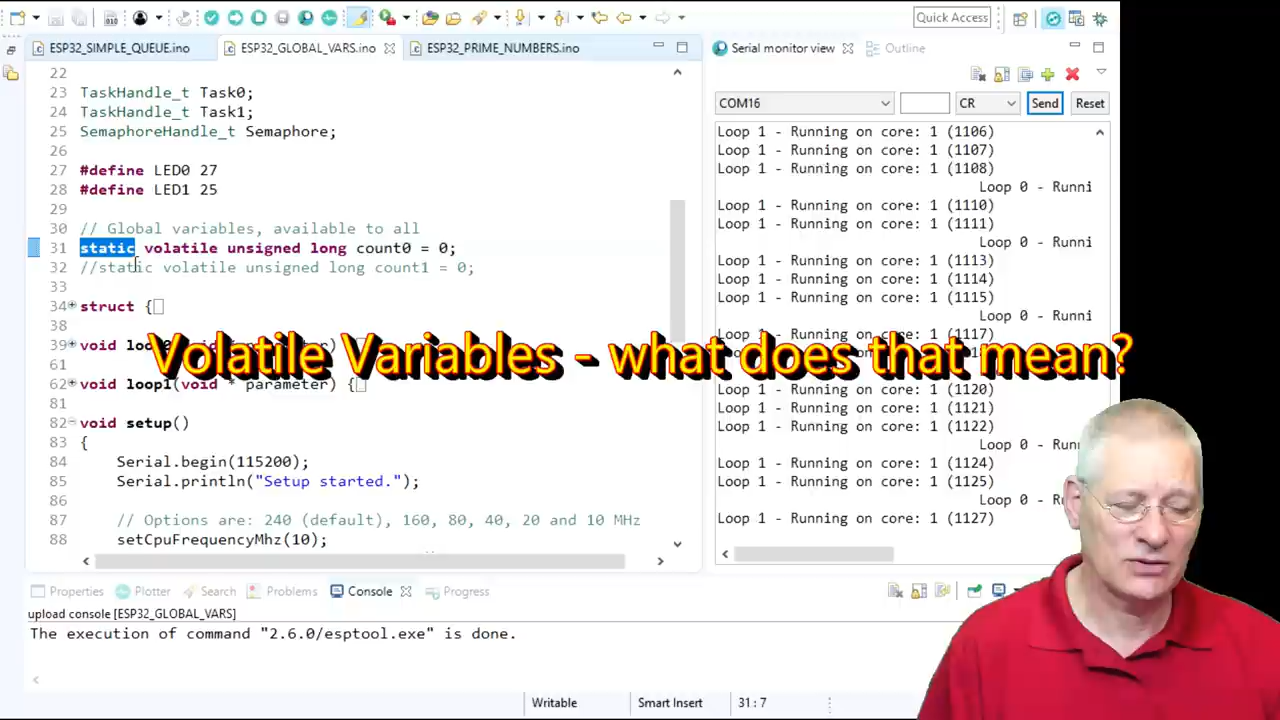 Quick Access
ESP32_SIMPLE_QUEUE.ino
ESP32_GLOBAL_VARS.ino
ESP32_PRIME_NUMBERS.ino
22
23 TaskHandle_t Task0;
24 TaskHandle_t Task1;
25 SemaphoreHandle_t Semaphore;
26
27 #define LED0 27
28 #define LED1 25
29
30 // Global variables, available to all
31 static volatile unsigned long count0 = 0;
32 //static volatile unsigned long count1 = 0;
33
34 struct {
38
39 void
61
62 void loop1(void * parameter) {
81
82 void setup()
83 {
84 Serial.begin(115200);
85 Serial.println("Setup started.");
86
87 // Options are: 240 (default), 160, 80, 40, 20 and 10 MHz
88 setCpuFrequencyMhz(10);
Volatile Variables - what does that mean?
Serial monitor view
Outline
COM16
CR
Send
Reset
Loop 1 - Running on core: 1 (1106)
Loop 1 - Running on core: 1 (1107)
Loop 1 - Running on core: 1 (1108)
Loop 0 - Runni
Loop 1 - Running on core: 1 (1110)
Loop 1 - Running on core: 1 (1111)
Loop 0 - Runni
Loop 1 - Running on core: 1 (1113)
Loop 1 - Running on core: 1 (1114)
Loop 1 - Running on core: 1 (1115)
Loop 0 - Runni
Loop 1 - Running on core: 1 (1117)
Loop 1 - Running on core: 1 (1120)
Loop 1 - Running on core: 1 (1121)
Loop 1 - Running on core: 1 (1122)
Loop 0 - Runn
Loop 1 - Running on core: 1 (1124)
Loop 1 - Running on core: 1 (1125)
Loop 0 -
Loop 1 - Running on core: 1 (1127)
Properties
Plotter
Search
Problems
Console
Progress
upload console [ESP32_GLOBAL_VARS]
The execution of command "2.6.0/esptool.exe" is done.
Writable
Smart Insert
31 : 7